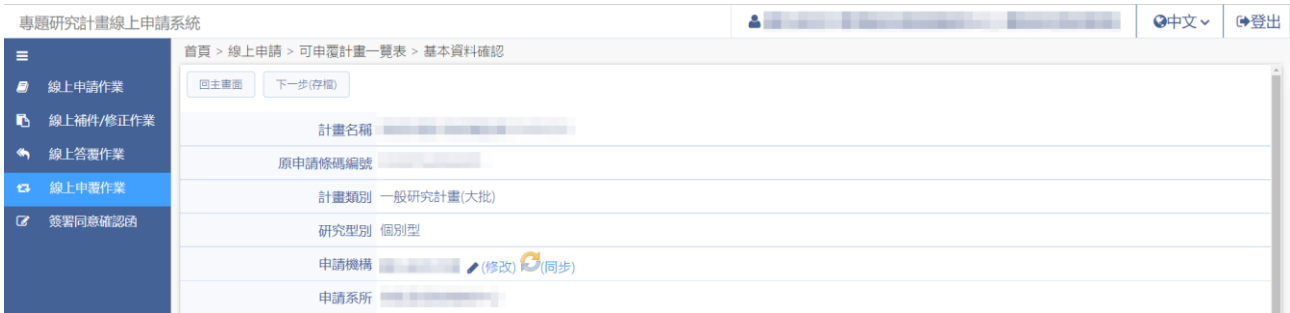 專題研究計畫線上申請系統
中文
登出
首頁 > 線上申請 > 可申覆計畫一覽表 > 基本資料確認
線上申請作業
線上補件/修正作業
線上答覆作業
線上申覆作業
簽署同意確認函
回主畫面 下一步(存檔)
計畫名稱
原申請條碼編號
計畫類別 一般研究計畫(大批)
研究型別 個別型
申請機構 (修改) (同步)
申請系所